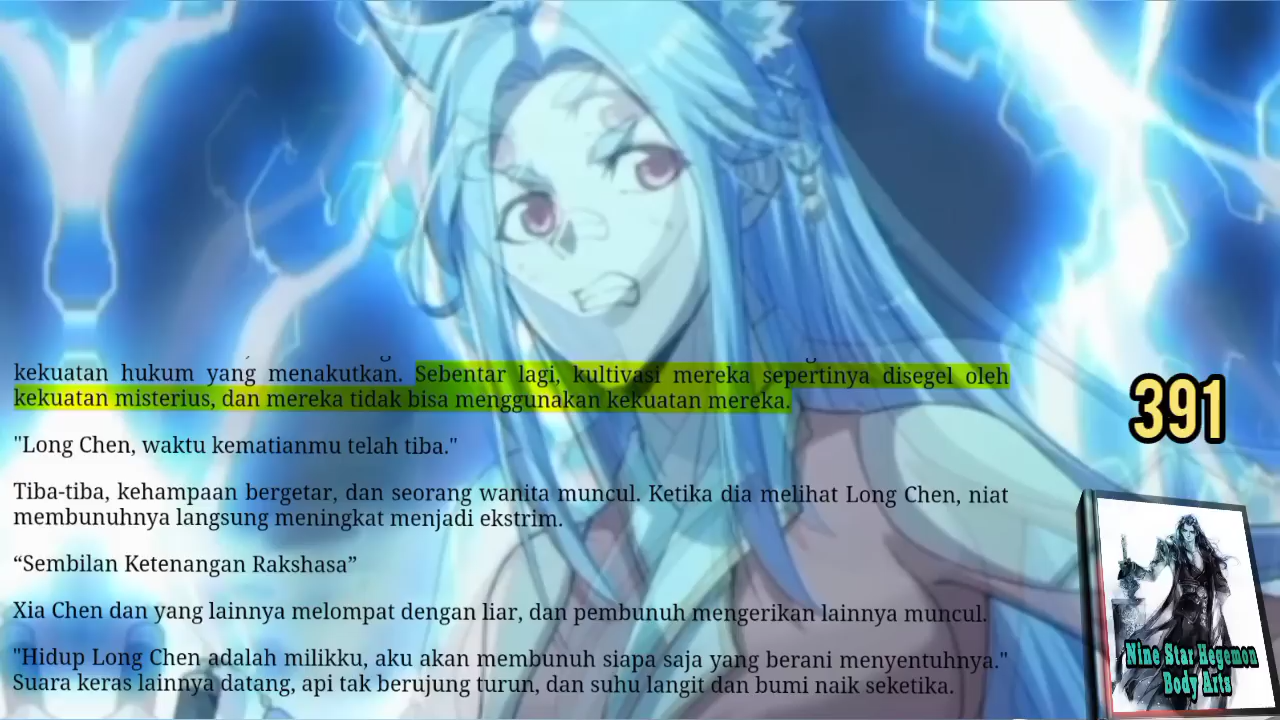 kekuatan hukum yang menakutkan. Sebentar lagi, kultivasi mereka sepertinya disegel oleh
kekuatan misterius, dan mereka tidak bisa menggunakan kekuatan mereka.
"Long Chen, waktu kematianmu telah tiba."
Tiba-tiba, kehampaan bergetar, dan seorang wanita muncul. Ketika dia melihat Long Chen, niat
membunuhnya langsung meningkat menjadi ekstrim.
“Sembilan Ketenangan Rakshasa”
Xia Chen dan yang lainnya melompat dengan liar, dan pembunuh mengerikan lainnya muncul.
"Hidup Long Chen adalah milikku, aku akan membunuh siapa saja yang berani menyentuhnya."
Suara keras lainnya datang, api tak berujung turun, dan suhu langit dan bumi naik seketika.
391
Nine Star Hegemon
Body Arts